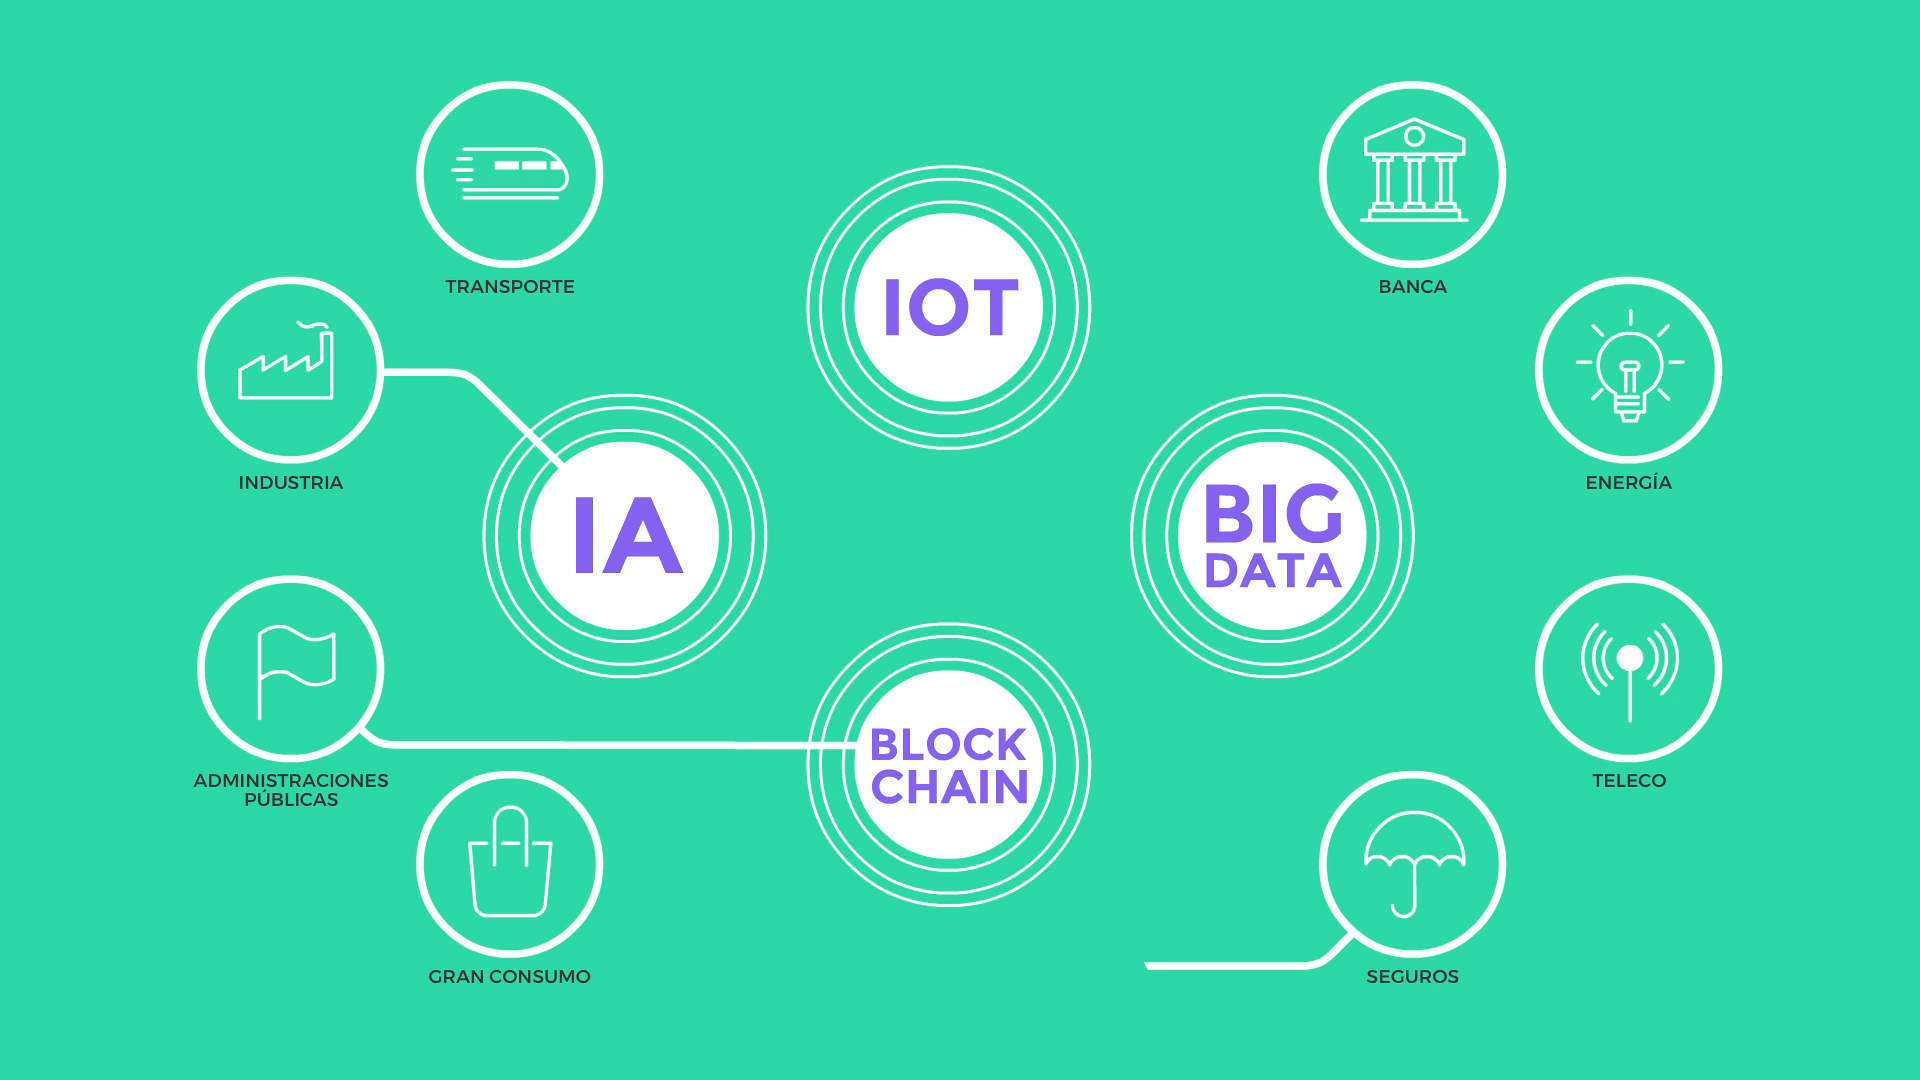 TRANSPORTE
BANCA
IOT
INDUSTRIA
ENERGÍA
IA
BIG
DATA
ADMINISTRACIONES
PÚBLICAS
BLOCK
CHAIN
TELECO
GRAN CONSUMO
SEGUROS